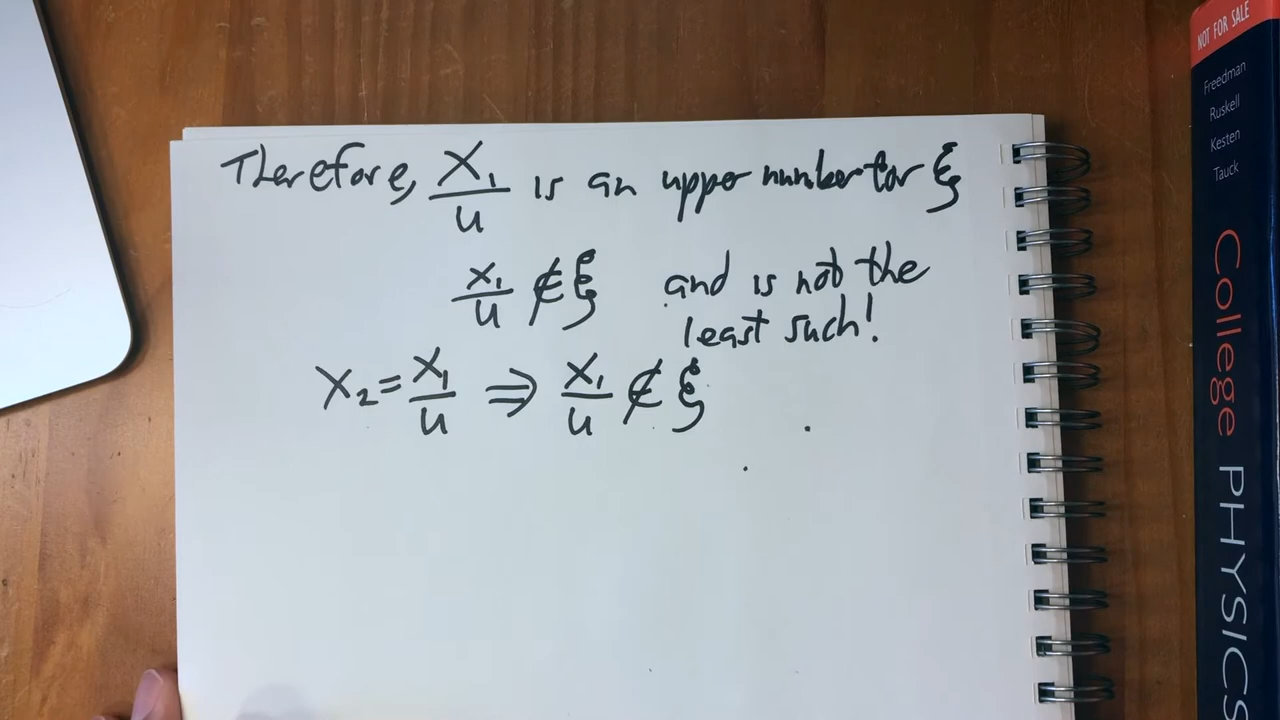 Therefore, X₁/u is an upper number for ξ
X₁/u ∉ ξ and is not the
least such!
X₂ = X₁/u ⇒ X₁/u ∉ ξ
NOT FOR SALE
Freedman
Ruskell
Kesten
Tauck
College PHYSICS